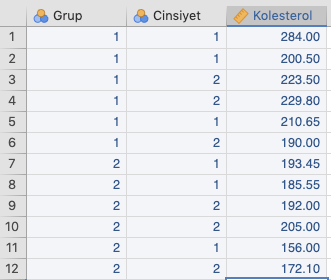 Grup Cinsiyet Kolesterol
1 1 1 284.00
2 1 1 200.50
3 1 2 223.50
4 1 2 229.80
5 1 1 210.65
6 1 2 190.00
7 2 1 193.45
8 2 1 185.55
9 2 2 192.00
10 2 2 205.00
11 2 1 156.00
12 2 2 172.10